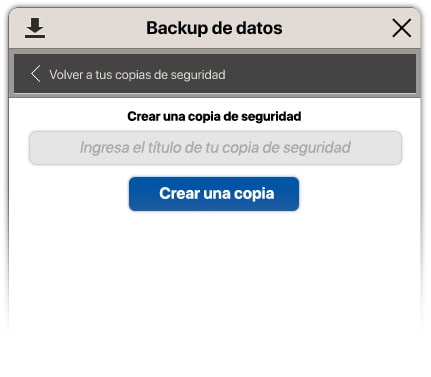 Backup de datos
Volver a tus copias de seguridad
Crear una copia de seguridad
Ingresa el título de tu copia de seguridad
Crear una copia